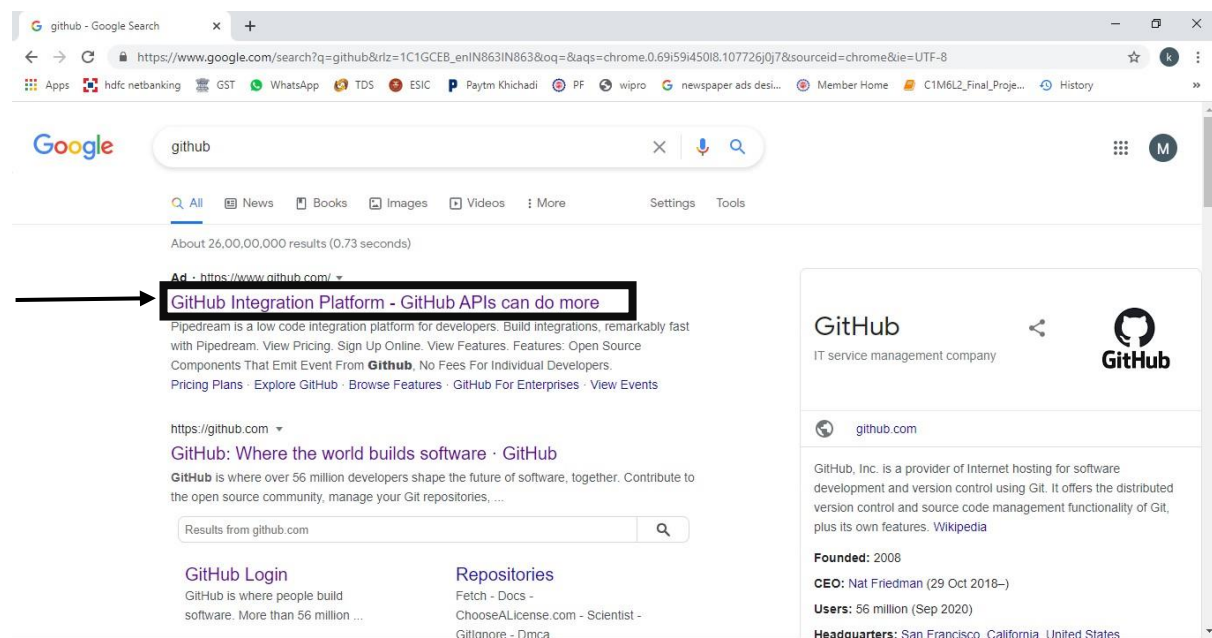 github - Google Search
https://www.google.com/search?q=github&rlz=1C1GCEB_enIN863IN863&oq=&aqs=chrome.0.69i59i450l8.107726j0j7&sourceid=chrome&ie=UTF-8
k
Apps hdfc netbanking GST WhatsApp TDS ESIC Paytm Khichadi PF wipro newspaper ads desi... Member Home C1M6L2_Final_Proje... History »
Google
github
M
All News Books Images Videos More Settings Tools
About 26,00,00,000 results (0.73 seconds)
Ad · https://www.github.com/
GitHub Integration Platform - GitHub APIs can do more
Pipedream is a low code integration platform for developers. Build integrations, remarkably fast
with Pipedream. View Pricing. Sign Up Online. View Features. Features: Open Source
Components That Emit Event From Github, No Fees For Individual Developers.
Pricing Plans · Explore GitHub · Browse Features · GitHub For Enterprises · View Events
https://github.com
GitHub: Where the world builds software · GitHub
GitHub is where over 56 million developers shape the future of software, together. Contribute to
the open source community, manage your Git repositories, ...
Results from github.com
GitHub Login
GitHub is where people build
software. More than 56 million ...
Repositories
Fetch - Docs -
ChooseALicense.com - Scientist -
GitIgnore - Dmca
GitHub
IT service management company
GitHub
github.com
GitHub, Inc. is a provider of Internet hosting for software
development and version control using Git. It offers the distributed
version control and source code management functionality of Git,
plus its own features. Wikipedia
Founded: 2008
CEO: Nat Friedman (29 Oct 2018–)
Users: 56 million (Sep 2020)
Headquarters: San Francisco, California, United States